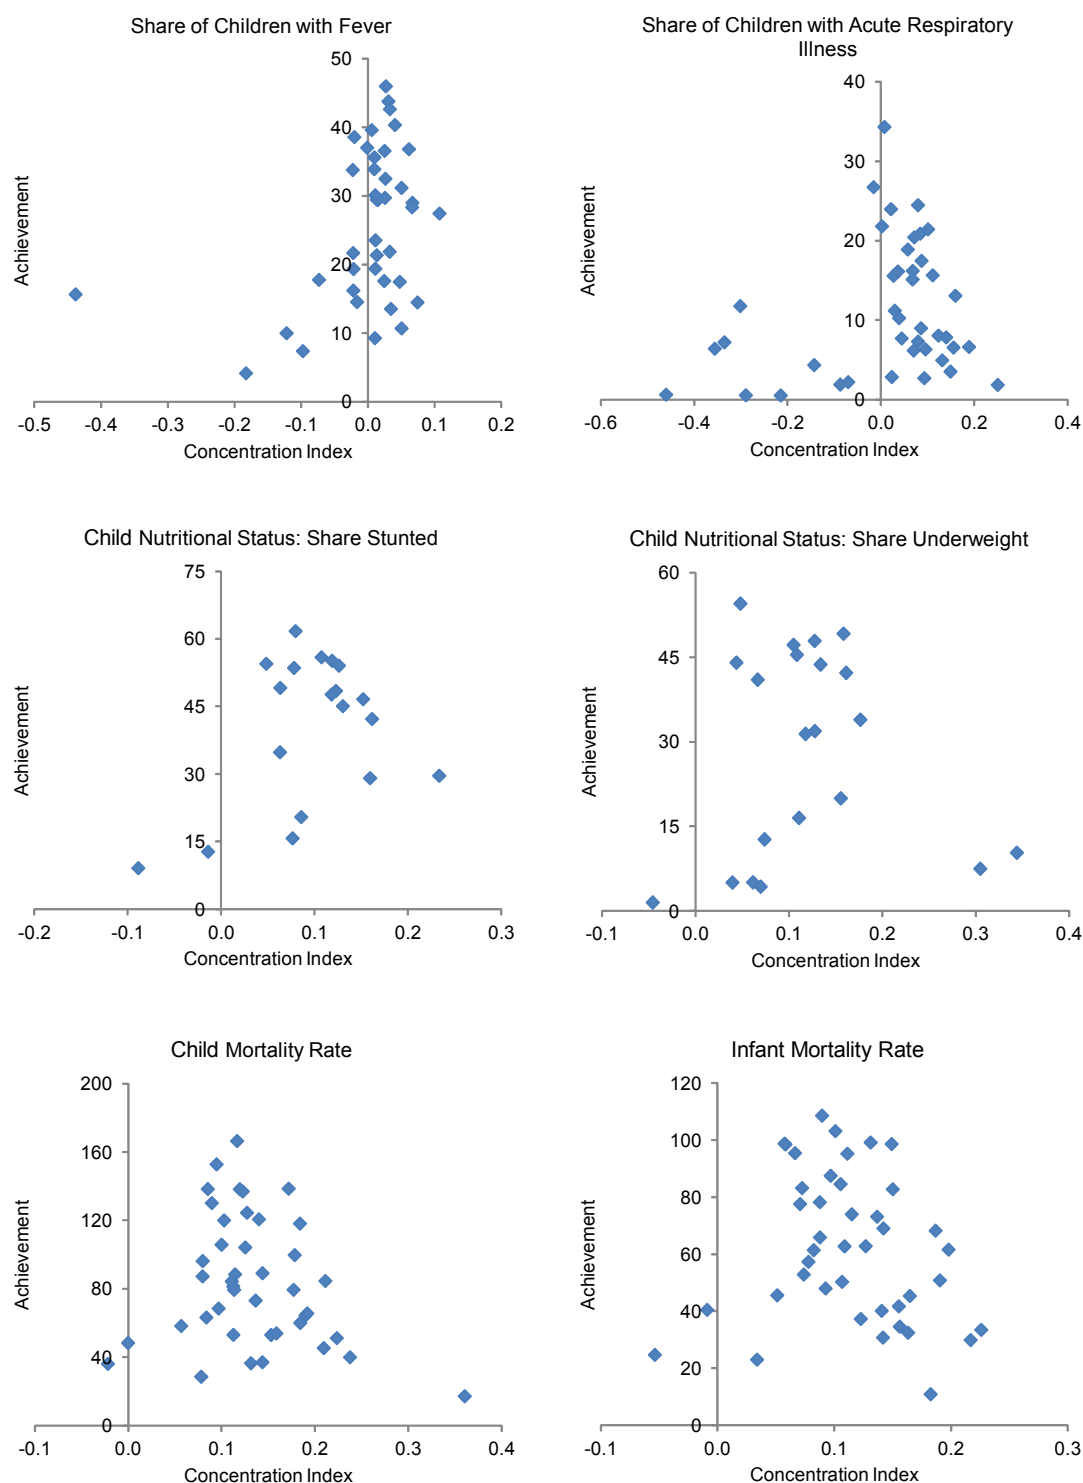 Share of Children with Fever
50
40
30
20
10
0
-0.5 -0.4 -0.3 -0.2 -0.1 0.0 0.1 0.2
Achievement
Concentration Index
Share of Children with Acute Respiratory
Illness
40
30
20
10
0
-0.6 -0.4 -0.2 0.0 0.2 0.4
Achievement
Concentration Index
Child Nutritional Status: Share Stunted
75
60
45
30
15
0
-0.2 -0.1 0.0 0.1 0.2 0.3
Achievement
Concentration Index
Child Nutritional Status: Share Underweight
60
45
30
15
0
-0.1 0.0 0.1 0.2 0.3 0.4
Achievement
Concentration Index
Child Mortality Rate
200
160
120
80
40
0
-0.1 0.0 0.1 0.2 0.3 0.4
Achievement
Concentration Index
Infant Mortality Rate
120
100
80
60
40
20
0
-0.1 0.0 0.1 0.2 0.3
Achievement
Concentration Index